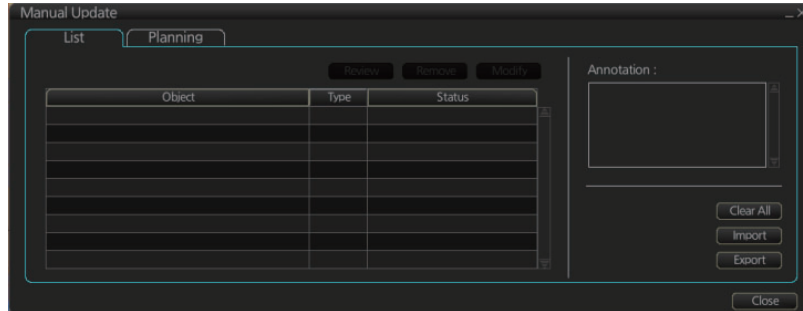 Manual Update
List Planning
Review Remove Modify
Annotation :
Object Type Status
Clear All
Import
Export
Close